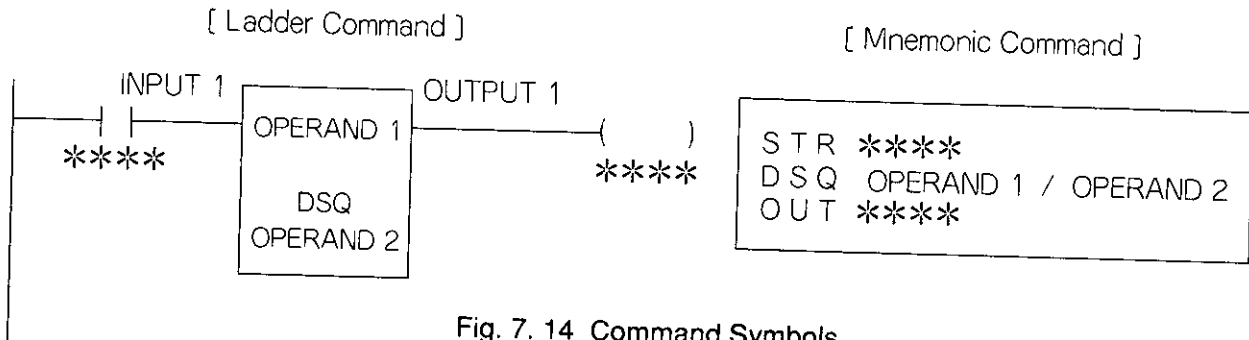 [ Ladder Command ]
[ Mnemonic Command ]
INPUT 1
OUTPUT 1
OPERAND 1
( )
****
****
DSQ
OPERAND 2
STR ****
DSQ OPERAND 1 / OPERAND 2
OUT ****
Fig. 7. 14 Command Symbols